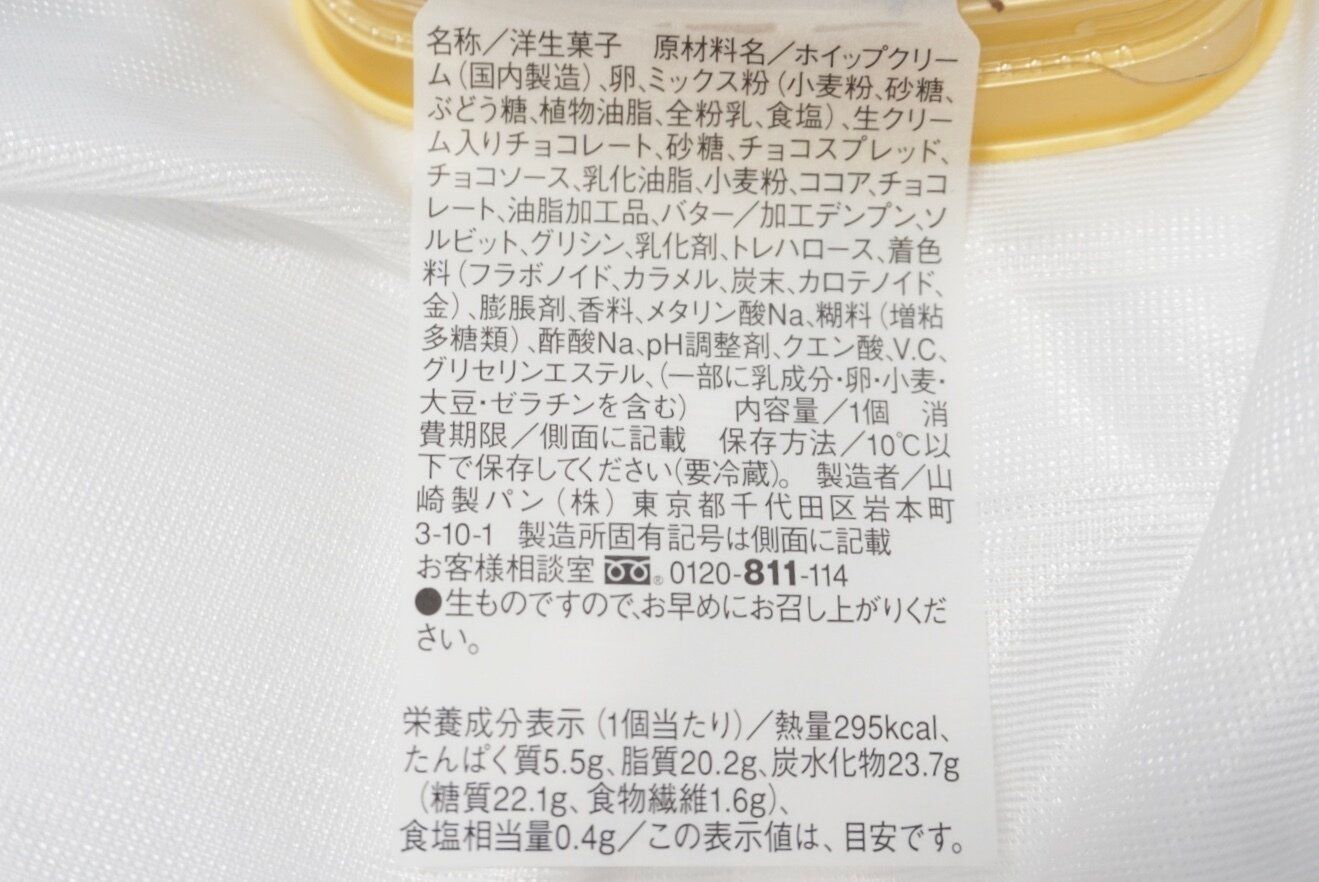 名称／洋生菓子　原材料名／ホイップクリー
ム（国内製造）、卵、ミックス粉（小麦粉、砂糖、
ぶどう糖、植物油脂、全粉乳、食塩）、生クリー
ム入りチョコレート、砂糖、チョコスプレッド、
チョコソース、乳化油脂、小麦粉、ココア、チョコ
レート、油脂加工品、バター／加工デンプン、ソ
ルビット、グリシン、乳化剤、トレハロース、着色
料（フラボノイド、カラメル、炭末、カロテノイド、
金）、膨脹剤、香料、メタリン酸Na、糊料（増粘
多糖類）、酢酸Na、pH調整剤、クエン酸、V.C、
グリセリンエステル、（一部に乳成分・卵・小麦・
大豆・ゼラチンを含む）　内容量／1個　消
費期限／側面に記載　保存方法／10℃以
下で保存してください（要冷蔵）。　製造者／山
崎製パン（株）東京都千代田区岩本町
3-10-1　製造所固有記号は側面に記載
お客様相談室 ® 0120-811-114
●生ものですので、お早めにお召し上がりくだ
さい。
栄養成分表示（1個当たり）／熱量295kcal、
たんぱく質5.5g、脂質20.2g、炭水化物23.7g
（糖質22.1g、食物繊維1.6g）、
食塩相当量0.4g／この表示値は、目安です。